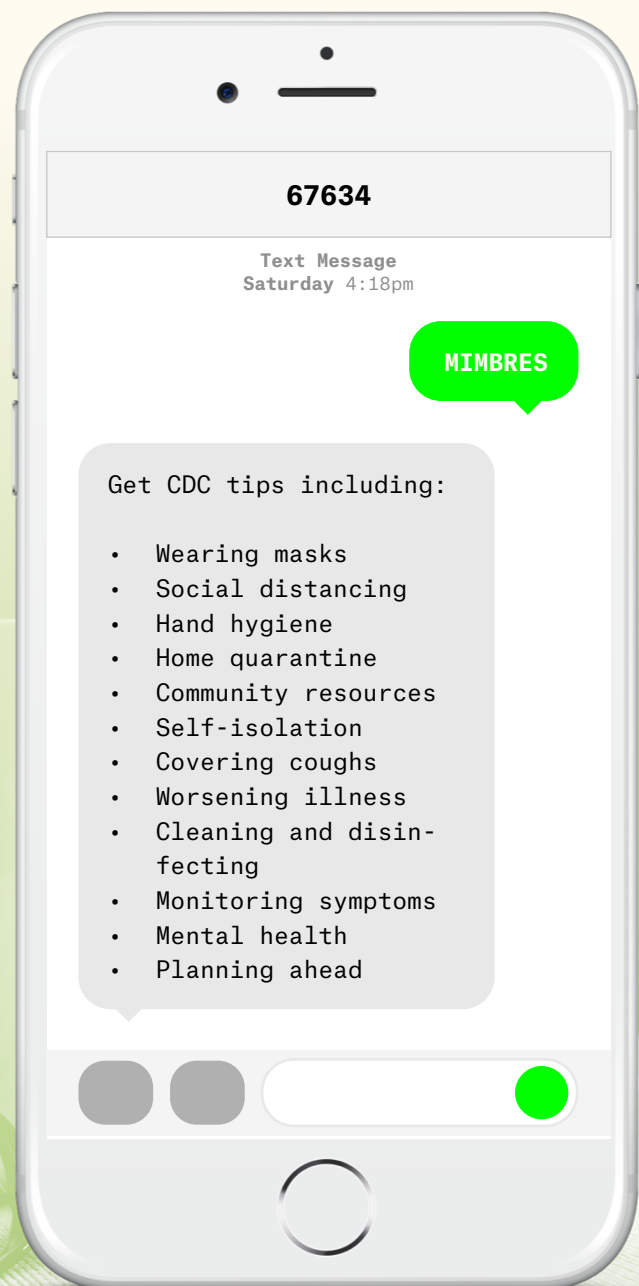 67634
Text Message
Saturday 4:18pm
MIMBRES
Get CDC tips including:
• Wearing masks
• Social distancing
• Hand hygiene
• Home quarantine
• Community resources
• Self-isolation
• Covering coughs
• Worsening illness
• Cleaning and disin-
fecting
• Monitoring symptoms
• Mental health
• Planning ahead